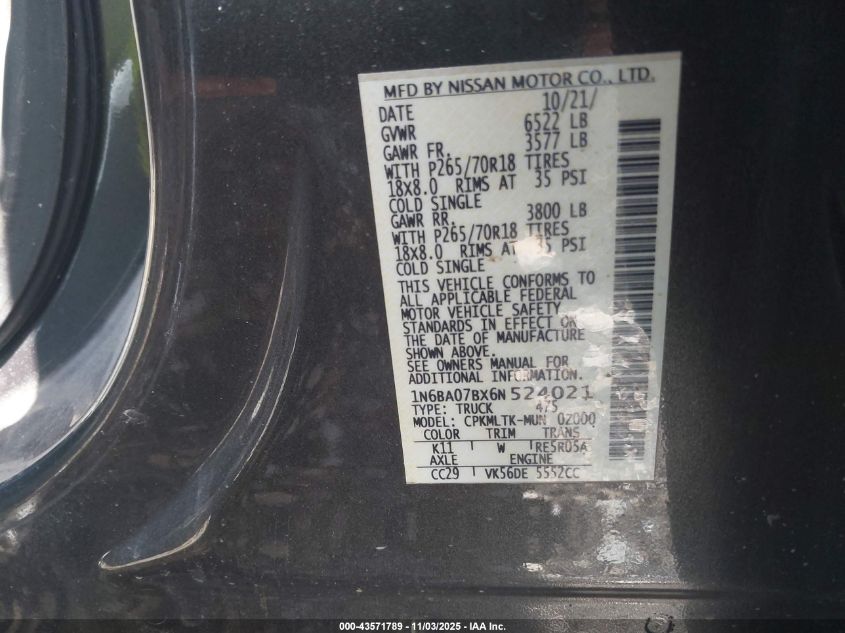 MFD BY NISSAN MOTOR CO., LTD.
DATE 10/21/
GVWR 6522 LB
GAWR FR. 3577 LB
WITH P265/70R18 TIRES
18X8.0 RIMS AT 35 PSI
COLD SINGLE
GAWR RR. 3800 LB
WITH P265/70R18 TIRES
18X8.0 RIMS AT 35 PSI
COLD SINGLE
THIS VEHICLE CONFORMS TO
ALL APPLICABLE FEDERAL
MOTOR VEHICLE SAFETY
STANDARDS IN EFFECT ON
THE DATE OF MANUFACTURE
SHOWN ABOVE.
SEE OWNERS MANUAL FOR
ADDITIONAL INFORMATION.
1N6BA07BX6N524021
TYPE: TRUCK 475
MODEL: CPKMLTK-MUN 02000
COLOR TRIM TRANS
K11 W RE5R05A
AXLE ENGINE
CC29 VK56DE 5552CC
000-43571789 - 11/03/2025 - IAA Inc.